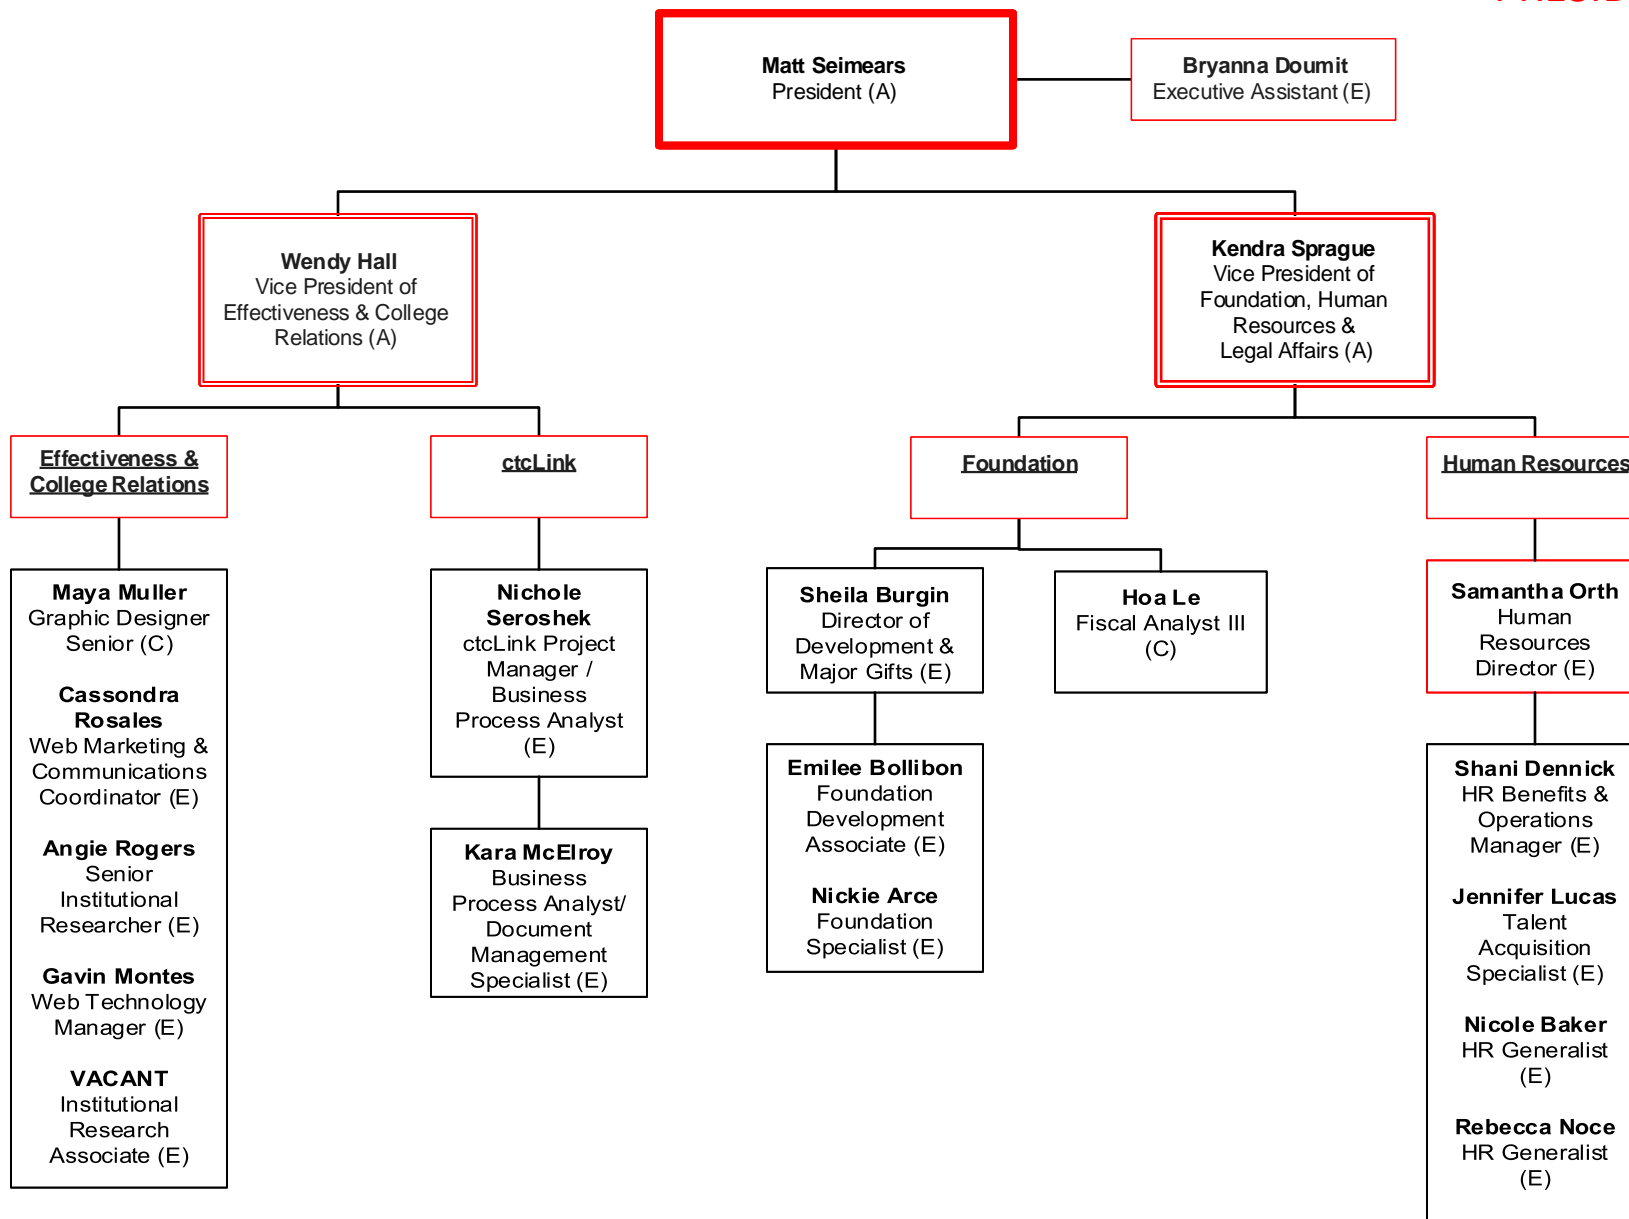 Matt Seimears
President (A)
Bryanna Doumit
Executive Assistant (E)
Wendy Hall
Vice President of
Effectiveness & College
Relations (A)
Kendra Sprague
Vice President of
Foundation, Human
Resources &
Legal Affairs (A)
Effectiveness &
College Relations
ctcLink
Foundation
Human Resources
Maya Muller
Graphic Designer
Senior (C)
Cassondra
Rosales
Web Marketing &
Communications
Coordinator (E)
Angie Rogers
Senior
Institutional
Researcher (E)
Gavin Montes
Web Technology
Manager (E)
VACANT
Institutional
Research
Associate (E)
Nichole
Seroshek
ctcLink Project
Manager /
Business
Process Analyst
(E)
Kara McElroy
Business
Process Analyst/
Document
Management
Specialist (E)
Sheila Burgin
Director of
Development &
Major Gifts (E)
Emilee Bollibon
Foundation
Development
Associate (E)
Nickie Arce
Foundation
Specialist (E)
Hoa Le
Fiscal Analyst III
(C)
Samantha Orth
Human
Resources
Director (E)
Shani Dennick
HR Benefits &
Operations
Manager (E)
Jennifer Lucas
Talent
Acquisition
Specialist (E)
Nicole Baker
HR Generalist
(E)
Rebecca Noce
HR Generalist
(E)